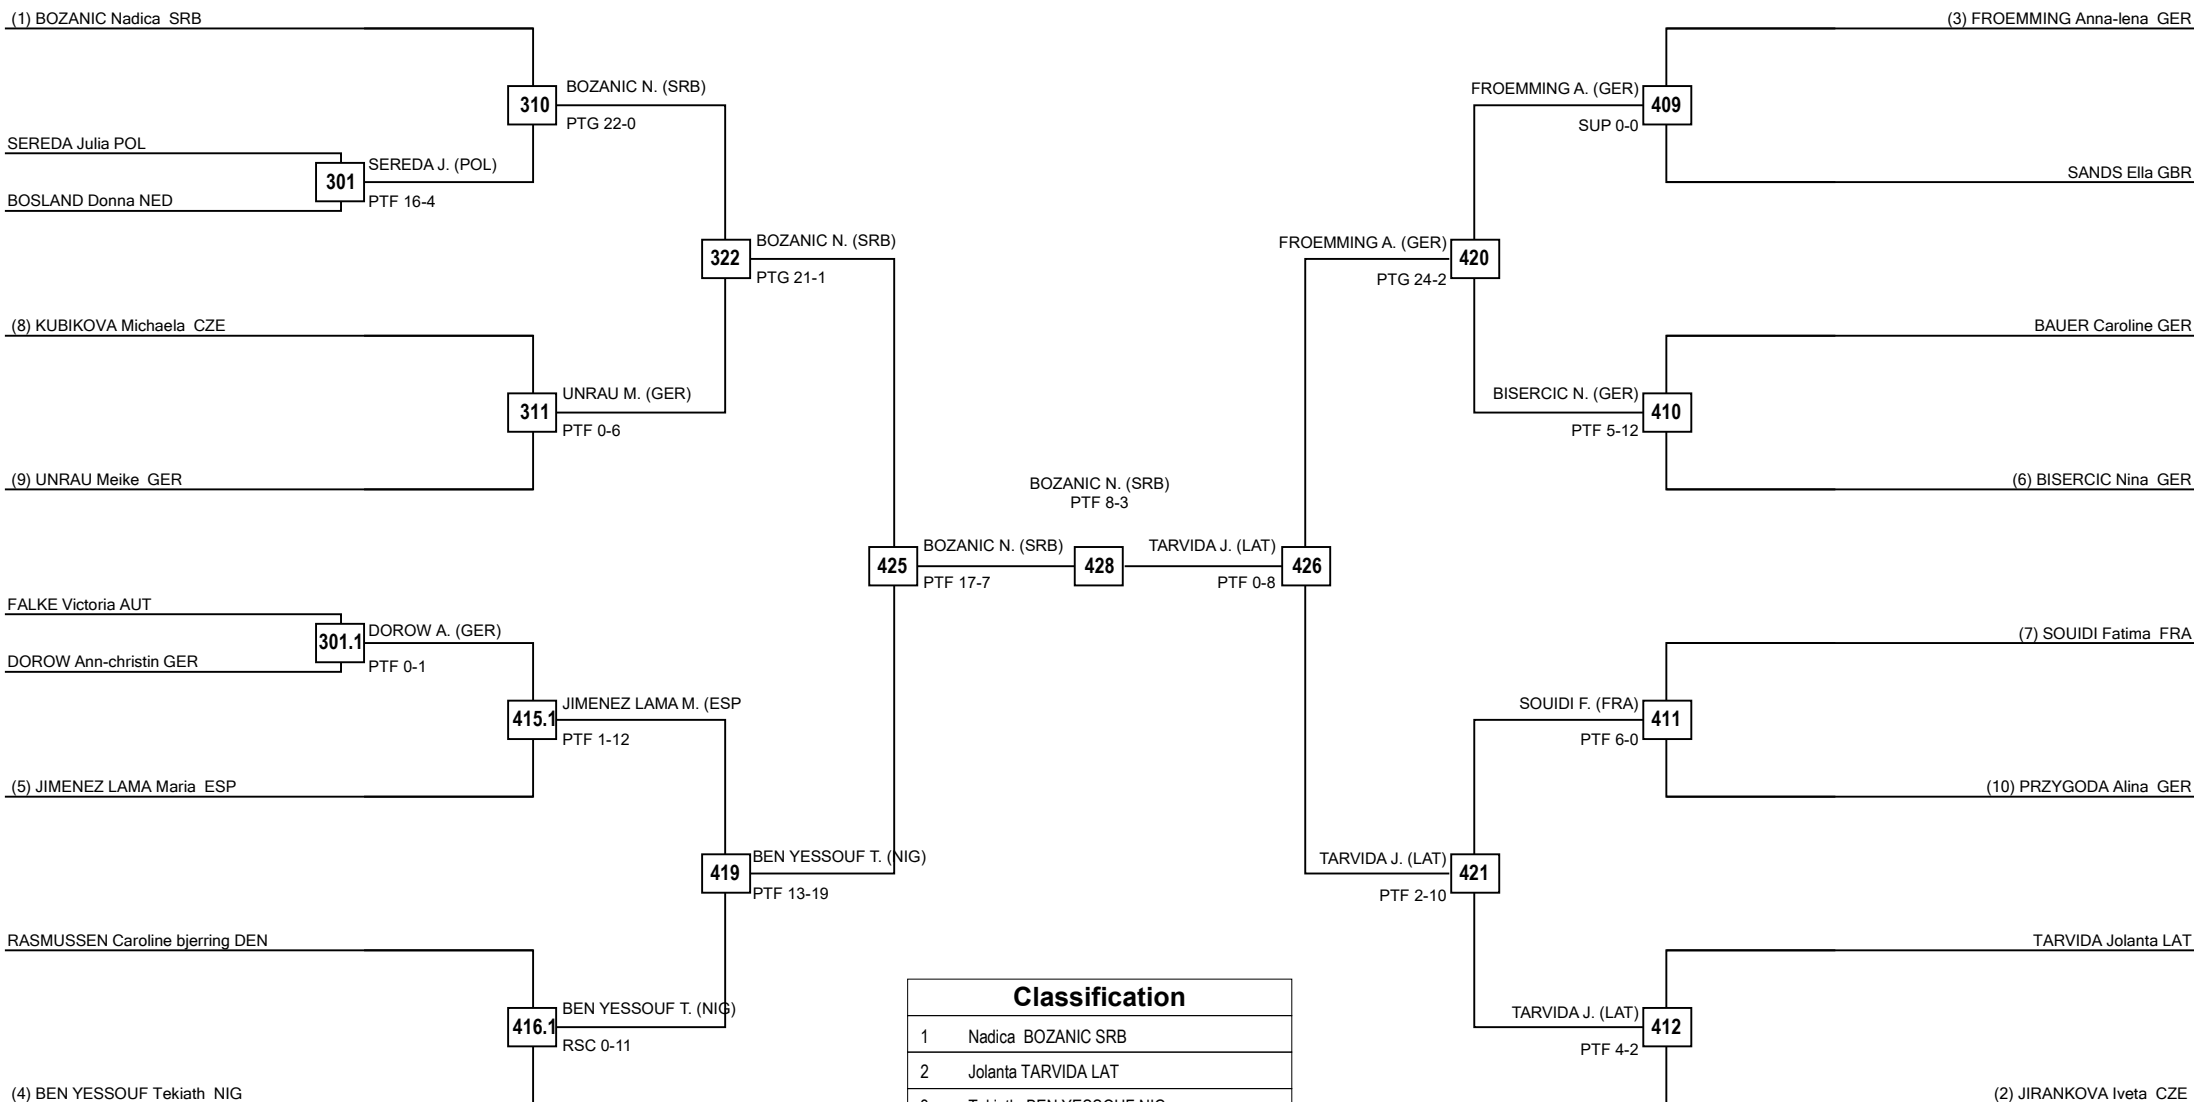 (1) BOZANIC Nadica SRB
(3) FROEMMING Anna-lena GER
BOZANIC N. (SRB)
310
PTG 22-0
FROEMMING A. (GER)
409
SUP 0-0
SEREDA Julia POL
SEREDA J. (POL)
301
PTF 16-4
BOSLAND Donna NED
SANDS Ella GBR
BOZANIC N. (SRB)
322
PTG 21-1
FROEMMING A. (GER)
420
PTG 24-2
(8) KUBIKOVA Michaela CZE
BAUER Caroline GER
UNRAU M. (GER)
311
PTF 0-6
BISERCIC N. (GER)
410
PTF 5-12
(9) UNRAU Meike GER
(6) BISERCIC Nina GER
BOZANIC N. (SRB)
PTF 8-3
425
BOZANIC N. (SRB)
PTF 17-7
428
TARVIDA J. (LAT)
PTF 0-8
426
FALKE Victoria AUT
301.1
DOROW A. (GER)
PTF 0-1
DOROW Ann-christin GER
(7) SOUIDI Fatima FRA
415.1
JIMENEZ LAMA M. (ESP
PTF 1-12
SOUIDI F. (FRA)
411
PTF 6-0
(5) JIMENEZ LAMA Maria ESP
(10) PRZYGODA Alina GER
419
BEN YESSOUF T. (NIG)
PTF 13-19
TARVIDA J. (LAT)
421
PTF 2-10
RASMUSSEN Caroline bjerring DEN
TARVIDA Jolanta LAT
416.1
BEN YESSOUF T. (NIG)
RSC 0-11
TARVIDA J. (LAT)
412
PTF 4-2
(4) BEN YESSOUF Tekiath NIG
(2) JIRANKOVA Iveta CZE
Classification
1 Nadica BOZANIC SRB
2 Jolanta TARVIDA LAT
3 Tekiath BEN YESSOUF NIG